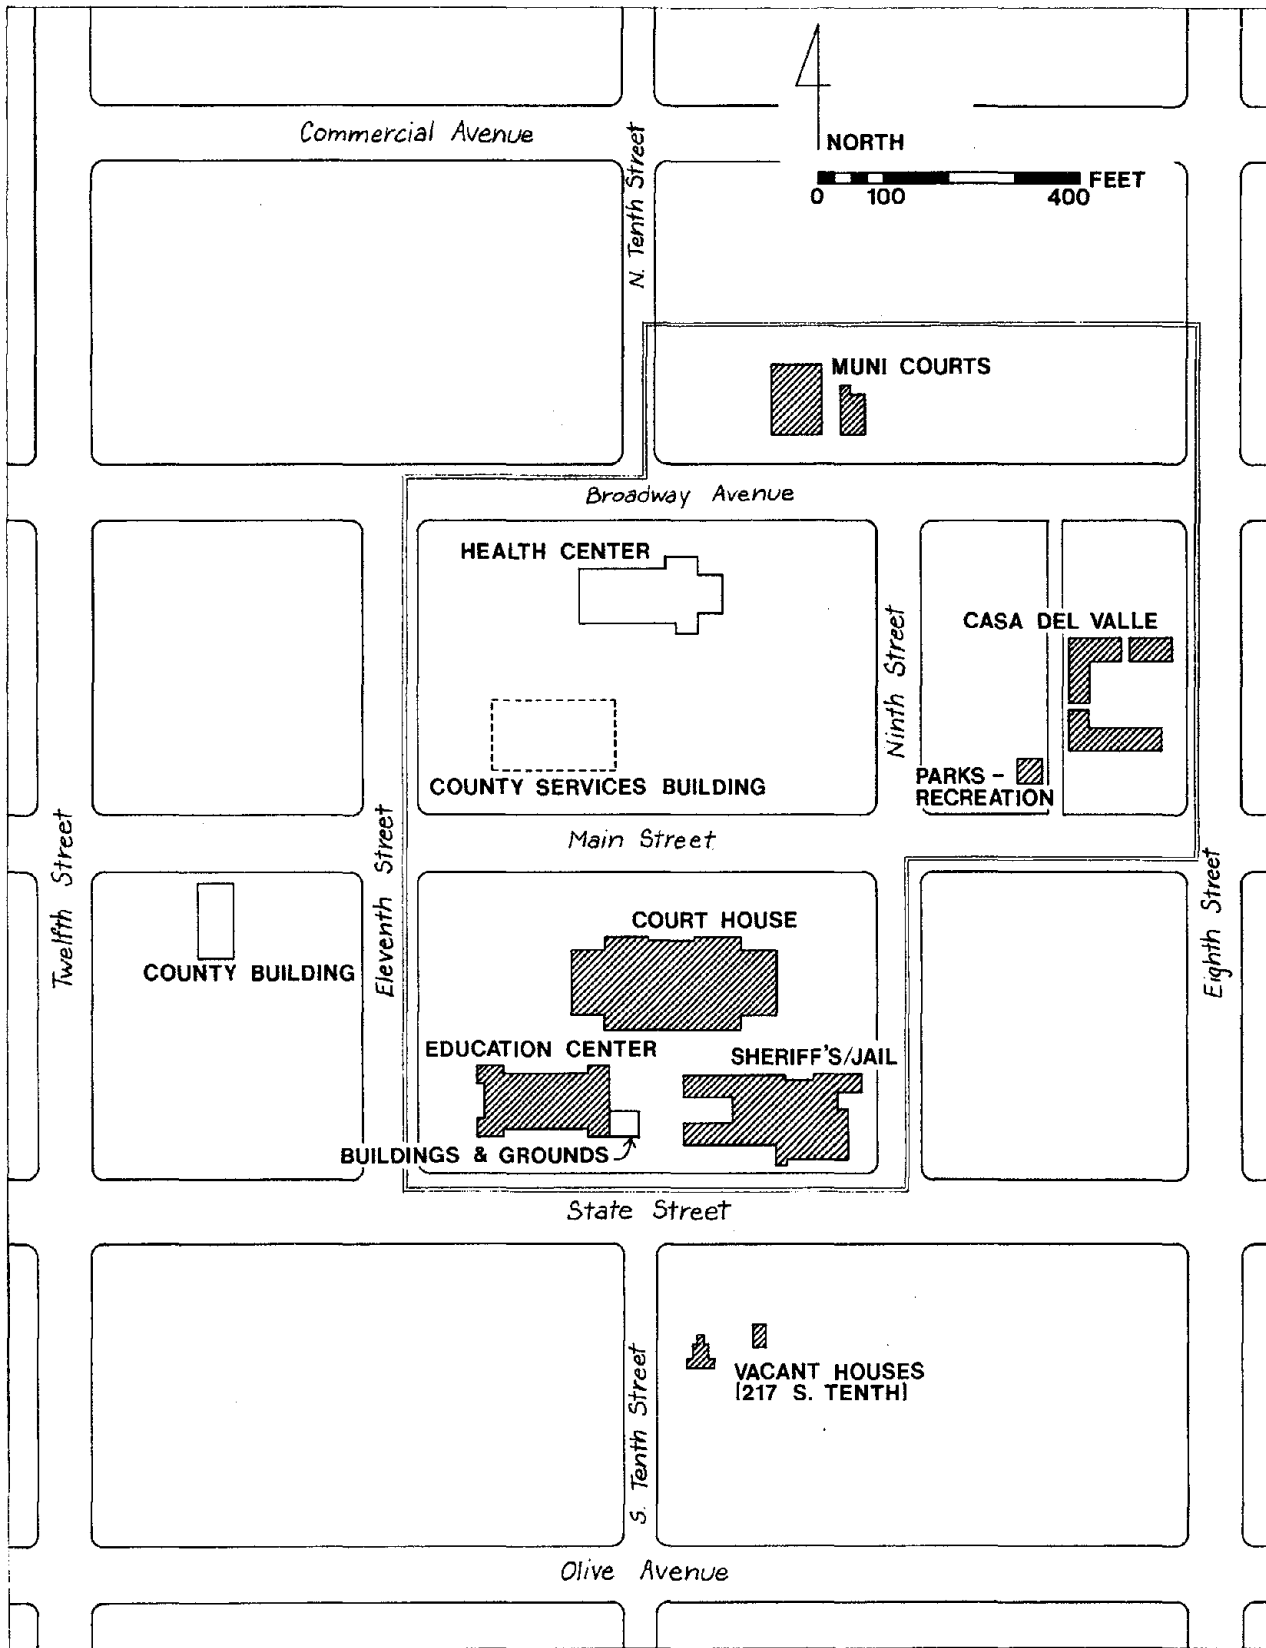 Commercial Avenue
N. Tenth Street
NORTH
FEET
0 100 400
MUNI COURTS
Broadway Avenue
HEALTH CENTER
CASA DEL VALLE
Ninth Street
COUNTY SERVICES BUILDING
PARKS -
RECREATION
Main Street
Twelfth Street
Eleventh Street
Eighth Street
COURT HOUSE
COUNTY BUILDING
EDUCATION CENTER
SHERIFF'S/JAIL
BUILDINGS & GROUNDS
State Street
S. Tenth Street
VACANT HOUSES
(217 S. TENTH)
Olive Avenue